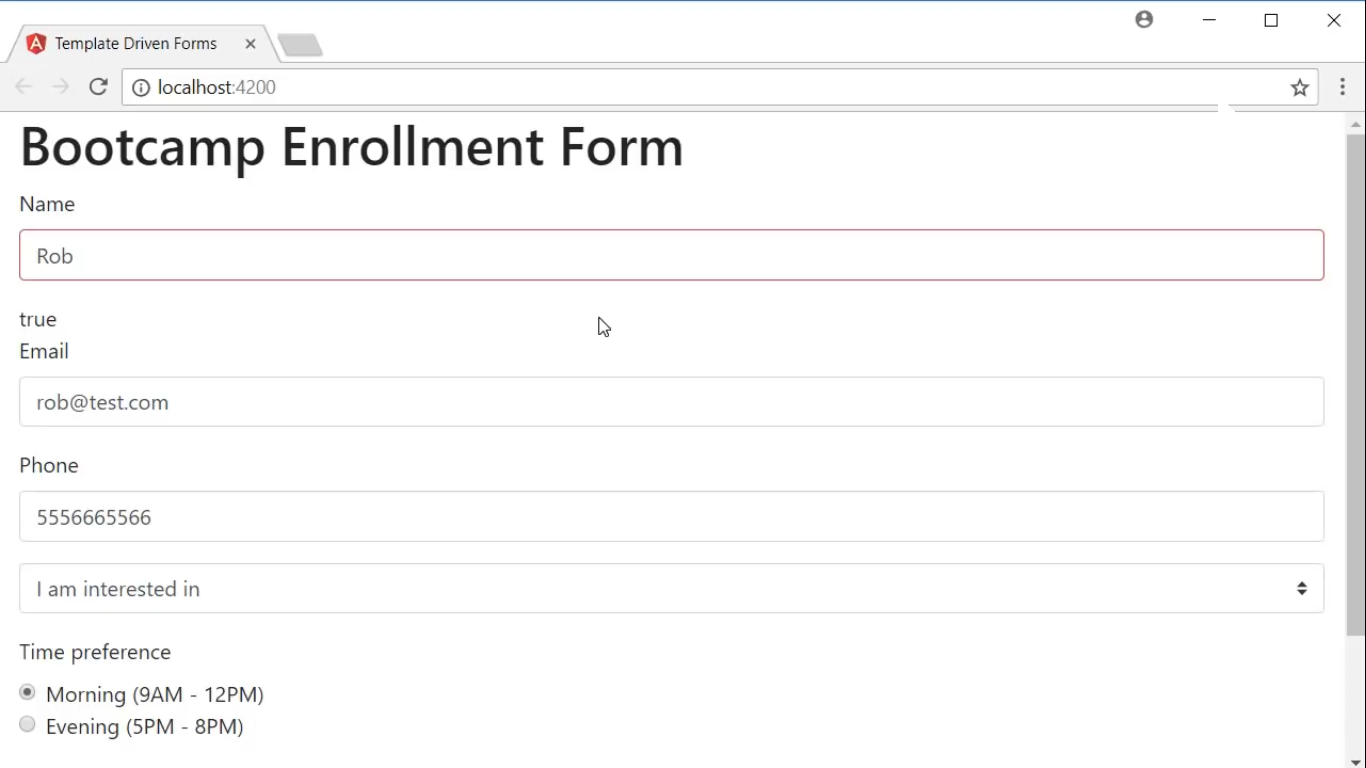 Template Driven Forms
localhost:4200
Bootcamp Enrollment Form
Name
Rob
true
Email
rob@test.com
Phone
5556665566
I am interested in
Time preference
Morning (9AM - 12PM)
Evening (5PM - 8PM)